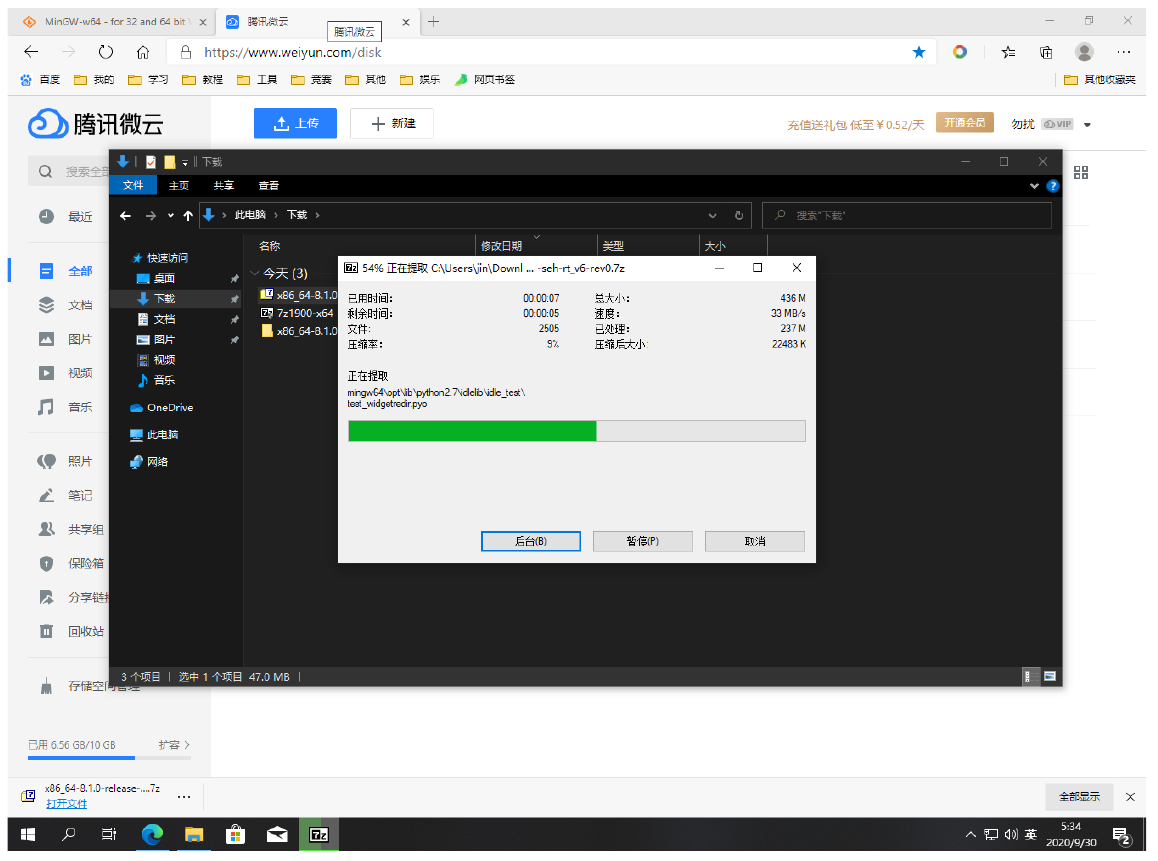 MinGW-w64 - for 32 and 64 bit
腾讯微云
腾讯微云
https://www.weiyun.com/disk
百度
我的
学习
教程
工具
竞赛
其他
娱乐
网页书签
其他收藏夹
腾讯微云
上传
新建
充值送礼包 低至￥0.52/天
开通会员
勿扰
VIP
搜索全部
最近
全部
文档
图片
视频
音乐
照片
笔记
共享组
保险箱
分享链接
回收站
存储空间管理
已用 6.56 GB/10 GB
扩容
下载
文件
主页
共享
查看
此电脑
下载
搜索"下载"
快速访问
桌面
下载
文档
图片
视频
音乐
OneDrive
此电脑
网络
名称
修改日期
类型
大小
今天 (3)
x86_64-8.1.0
7z1900-x64
x86_64-8.1.0
54% 正在提取 C:\Users\jin\Downl ... -seh-rt_v6-rev0.7z
已用时间:
00:00:07
总大小:
436 M
剩余时间:
00:00:05
速度:
33 MB/s
文件:
2505
已处理:
237 M
压缩率:
9%
压缩后大小:
22483 K
正在提取
mingw64\opt\lib\python2.7\idlelib\idle_test\
test_widgetredir.pyo
后台(B)
暂停(P)
取消
3 个项目
选中 1 个项目 47.0 MB
x86_64-8.1.0-release-....7z
打开文件
全部显示
英
5:34
2020/9/30
2